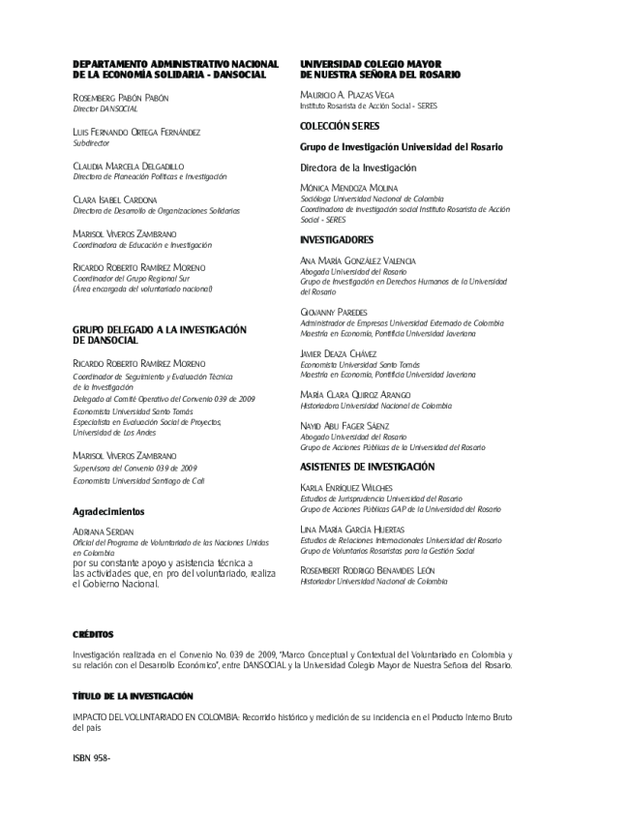 DEPARTAMENTO ADMINISTRATIVO NACIONAL
DE LA ECONOMÍA SOLIDARIA - DANSOCIAL
ROSEMBERG PABÓN PABÓN
Director DANSOCIAL
LUIS FERNANDO ORTEGA FERNÁNDEZ
Subdirector
CLAUDIA MARCELA DELGADILLO
Directora de Planeación Políticas e Investigación
CLARA ISABEL CARDONA
Directora de Desarrollo de Organizaciones Solidarias
MARISOL VIVEROS ZAMBRANO
Coordinadora de Educación e Investigación
RICARDO ROBERTO RAMÍREZ MORENO
Coordinador del Grupo Regional Sur
(Área encargada del voluntariado nacional)
GRUPO DELEGADO A LA INVESTIGACIÓN
DE DANSOCIAL
RICARDO ROBERTO RAMÍREZ MORENO
Coordinador de Seguimiento y Evaluación Técnica
de la Investigación
Delegado al Comité Operativo del Convenio 039 de 2009
Economista Universidad Santo Tomás
Especialista en Evaluación Social de Proyectos,
Universidad de Los Andes
MARISOL VIVEROS ZAMBRANO
Supervisora del Convenio 039 de 2009
Economista Universidad Santiago de Cali
Agradecimientos
ADRIANA SERDAN
Oficial del Programa de Voluntariado de las Naciones Unidas
en Colombia
por su constante apoyo y asistencia técnica a
las actividades que, en pro del voluntariado, realiza
el Gobierno Nacional.
UNIVERSIDAD COLEGIO MAYOR
DE NUESTRA SEÑORA DEL ROSARIO
MAURICIO A. PLAZAS VEGA
Instituto Rosarista de Acción Social - SERES
COLECCIÓN SERES
Grupo de Investigación Universidad del Rosario
Directora de la Investigación
MÓNICA MENDOZA MOLINA
Socióloga Universidad Nacional de Colombia
Coordinadora de investigación social Instituto Rosarista de Acción
Social - SERES
INVESTIGADORES
ANA MARÍA GONZÁLEZ VALENCIA
Abogada Universidad del Rosario
Grupo de Investigación en Derechos Humanos de la Universidad
del Rosario
GIOVANNY PAREDES
Administrador de Empresas Universidad Externado de Colombia
Maestría en Economía, Pontificia Universidad Javeriana
JAVIER DEAZA CHÁVEZ
Economista Universidad Santo Tomás
Maestría en Economía, Pontificia Universidad Javeriana
MARÍA CLARA QUIROZ ARANGO
Historiadora Universidad Nacional de Colombia
NAYID ABU FAGER SÁENZ
Abogado Universidad del Rosario
Grupo de Acciones Públicas de la Universidad del Rosario
ASISTENTES DE INVESTIGACIÓN
KARLA ENRÍQUEZ WILCHES
Estudios de Jurisprudencia Universidad del Rosario
Grupo de Acciones Públicas GAP de la Universidad del Rosario
LINA MARÍA GARCÍA HUERTAS
Estudios de Relaciones Internacionales Universidad del Rosario
Grupo de Voluntarios Rosaristas para la Gestión Social
ROSEMBERT RODRIGO BENAVIDES LEÓN
Historiador Universidad Nacional de Colombia
CRÉDITOS
Investigación realizada en el Convenio No. 039 de 2009, "Marco Conceptual y Contextual del Voluntariado en Colombia y
su relación con el Desarrollo Económico", entre DANSOCIAL y la Universidad Colegio Mayor de Nuestra Señora del Rosario.
TÍTULO DE LA INVESTIGACIÓN
IMPACTO DEL VOLUNTARIADO EN COLOMBIA: Recorrido histórico y medición de su incidencia en el Producto Interno Bruto
del país
ISBN 958-